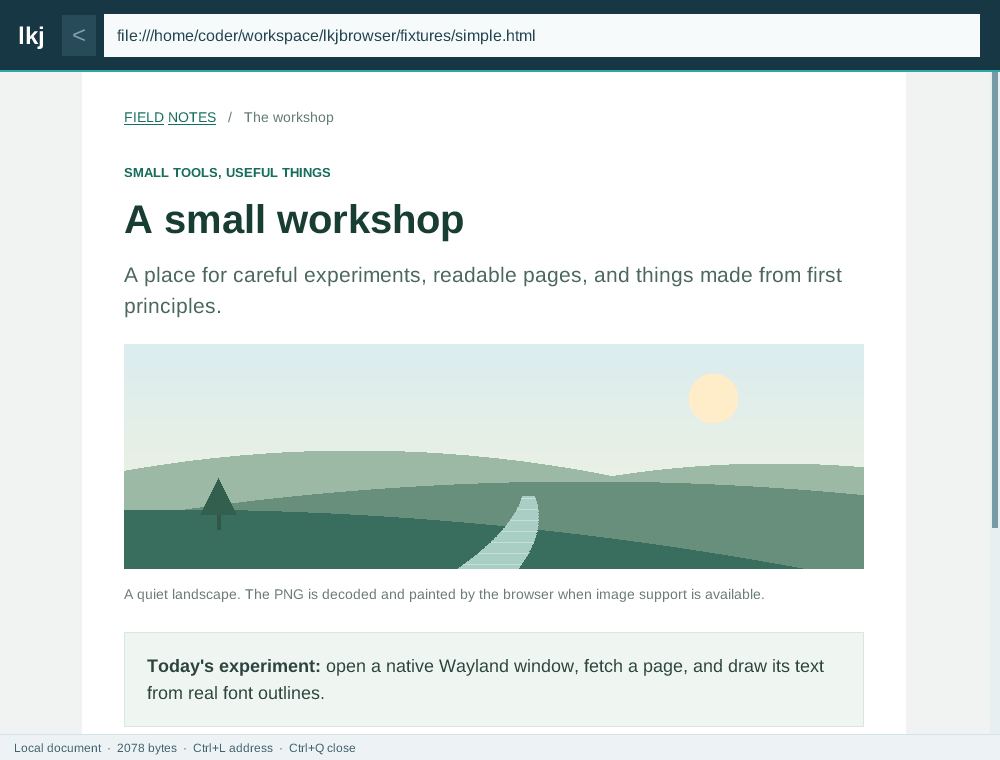 lkj < file:///home/coder/workspace/lkjbrowser/fixtures/simple.html
FIELD NOTES / The workshop
SMALL TOOLS, USEFUL THINGS
A small workshop
A place for careful experiments, readable pages, and things made from first
principles.
A quiet landscape. The PNG is decoded and painted by the browser when image support is available.
Today's experiment: open a native Wayland window, fetch a page, and draw its text
from real font outlines.
Local document · 2078 bytes · Ctrl+L address · Ctrl+Q close